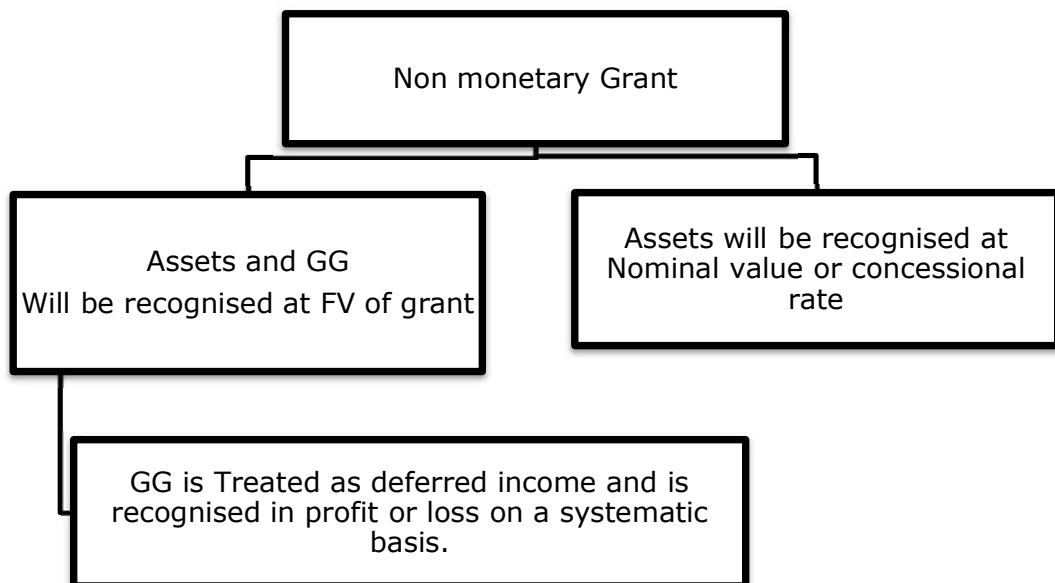 Non monetary Grant
Assets and GG
Will be recognised at FV of grant
Assets will be recognised at
Nominal value or concessional
rate
GG is Treated as deferred income and is
recognised in profit or loss on a systematic
basis.